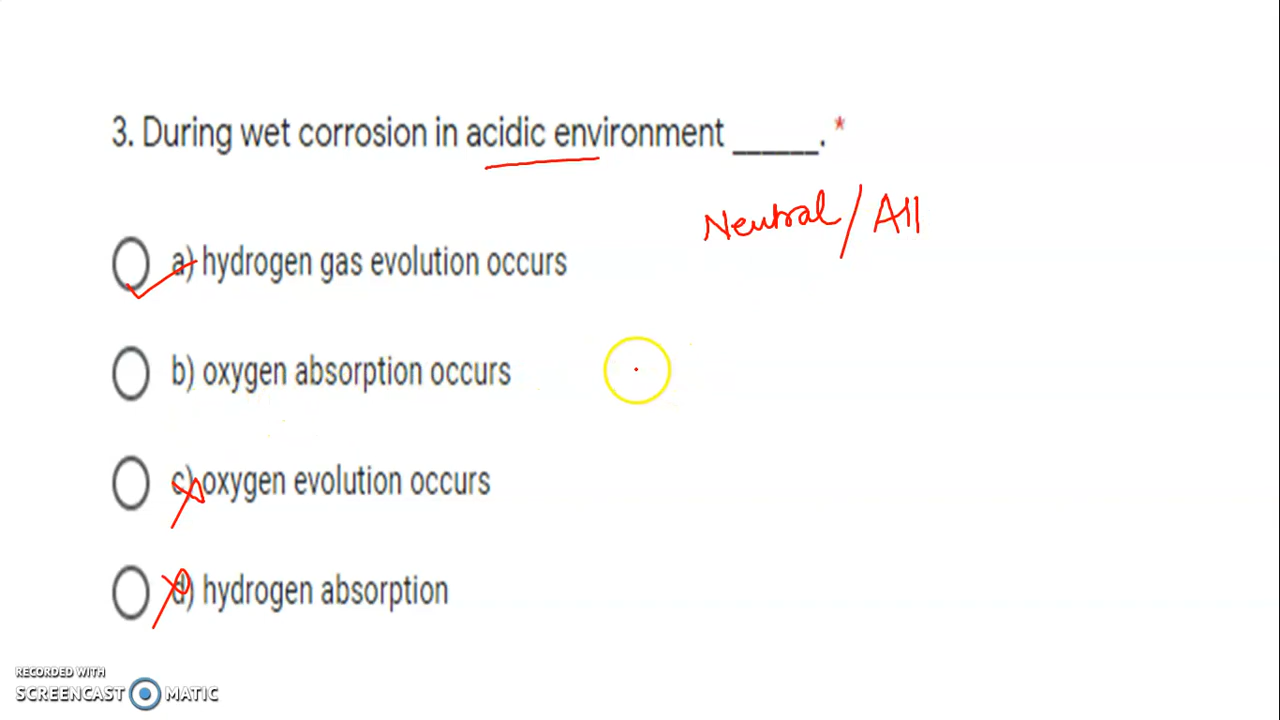 3. During wet corrosion in acidic environment ______. *
Neutral / All
a) hydrogen gas evolution occurs
b) oxygen absorption occurs
c) oxygen evolution occurs
d) hydrogen absorption
RECORDED WITH
SCREENCAST MATIC